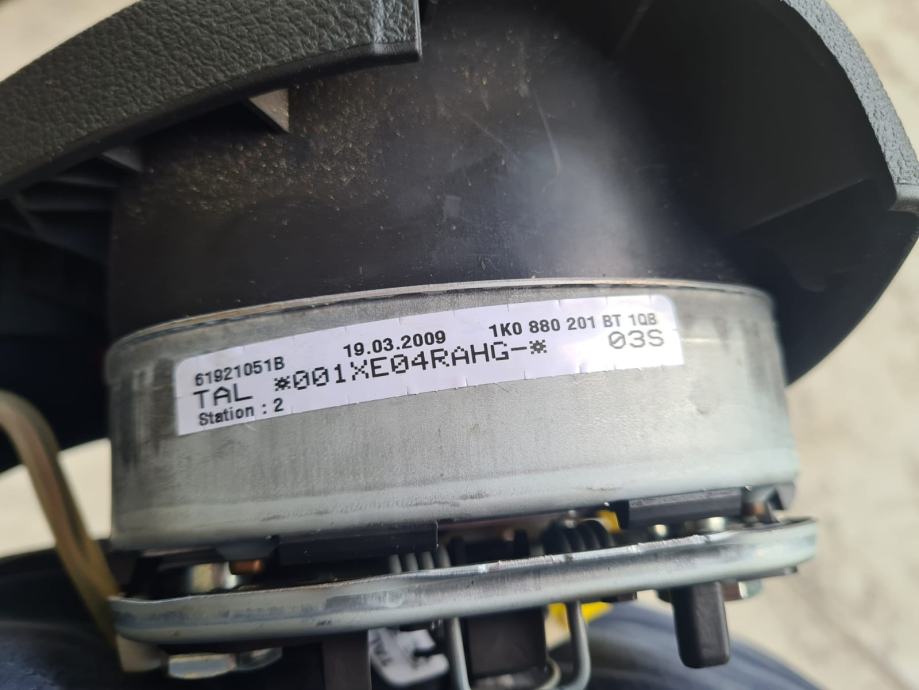 61921051B 19.03.2009 1K0 880 201 BT 1QB
TAL *001XE04RAHG-* 03S
Station : 2